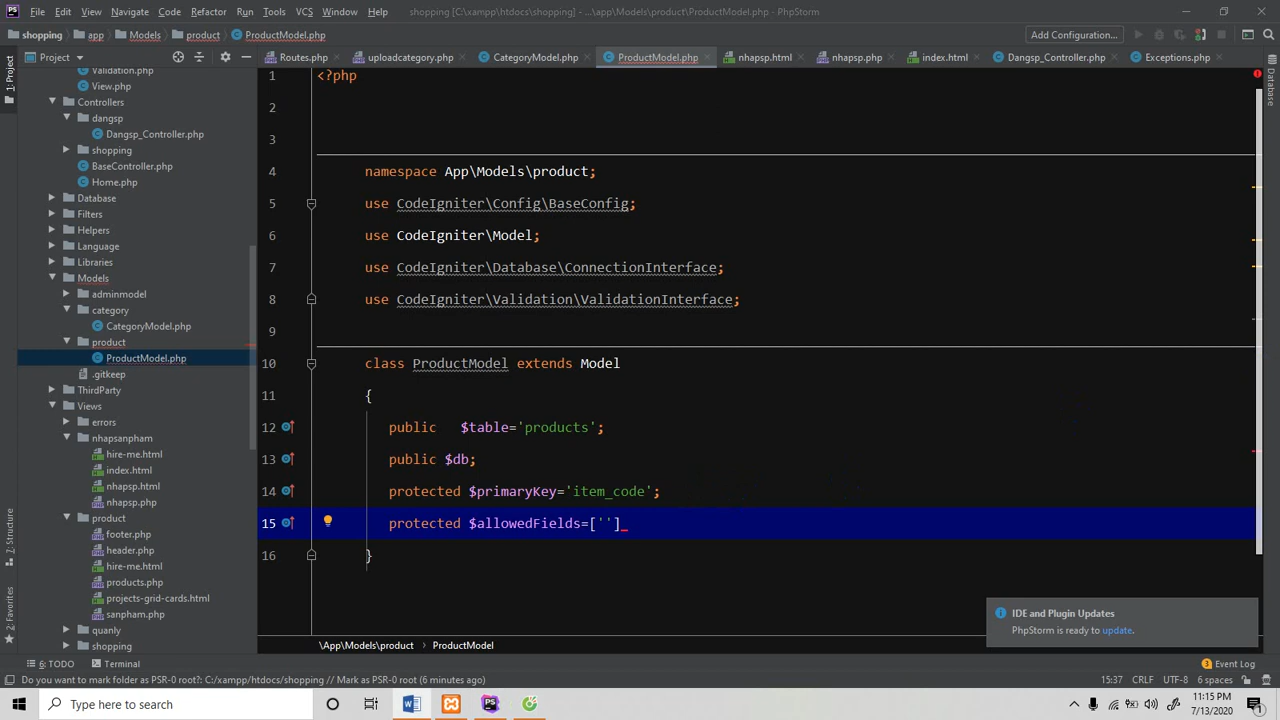 File Edit View Navigate Code Refactor Run Tools VCS Window Help shopping [C:\xampp\htdocs\shopping] ...\app\Models\product\ProductModel.php - PhpStorm
shopping app Models product ProductModel.php Add Configuration...
Project Routes.php uploadcategory.php CategoryModel.php ProductModel.php nhapsp.html nhapsp.php index.html Dangsp_Controller.php Exceptions.php
1: Project
Database
Validation.php
View.php
Controllers
dangsp
Dangsp_Controller.php
shopping
BaseController.php
Home.php
Database
Filters
Helpers
Language
Libraries
Models
adminmodel
category
CategoryModel.php
product
ProductModel.php
.gitkeep
ThirdParty
Views
errors
nhapsanpham
hire-me.html
index.html
nhapsp.html
nhapsp.php
product
footer.php
header.php
hire-me.html
products.php
projects-grid-cards.html
sanpham.php
quanly
shopping
7: Structure
2: Favorites
1 <?php
2
3
4 namespace App\Models\product;
5 use CodeIgniter\Config\BaseConfig;
6 use CodeIgniter\Model;
7 use CodeIgniter\Database\ConnectionInterface;
8 use CodeIgniter\Validation\ValidationInterface;
9
10 class ProductModel extends Model
11 {
12 public $table='products';
13 public $db;
14 protected $primaryKey='item_code';
15 protected $allowedFields=['']
16 }
IDE and Plugin Updates
PhpStorm is ready to update.
\App\Models\product ProductModel
6: TODO Terminal 3 Event Log
Do you want to mark folder as PSR-0 root?: C:/xampp/htdocs/shopping // Mark as PSR-0 root (6 minutes ago) 15:37 CRLF UTF-8 6 spaces
Type here to search
11:15 PM
7/13/2020
1